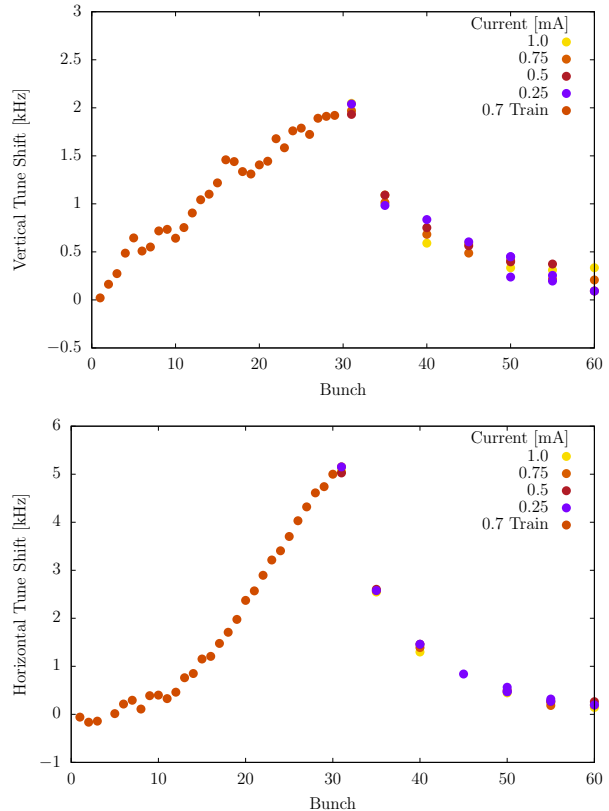 3
2.5
2
1.5
1
0.5
0
−0.5
Vertical Tune Shift [kHz]
Current [mA]
1.0
0.75
0.5
0.25
0.7 Train
0 10 20 30 40 50 60
Bunch
6
5
4
3
2
1
0
−1
Horizontal Tune Shift [kHz]
Current [mA]
1.0
0.75
0.5
0.25
0.7 Train
0 10 20 30 40 50 60
Bunch